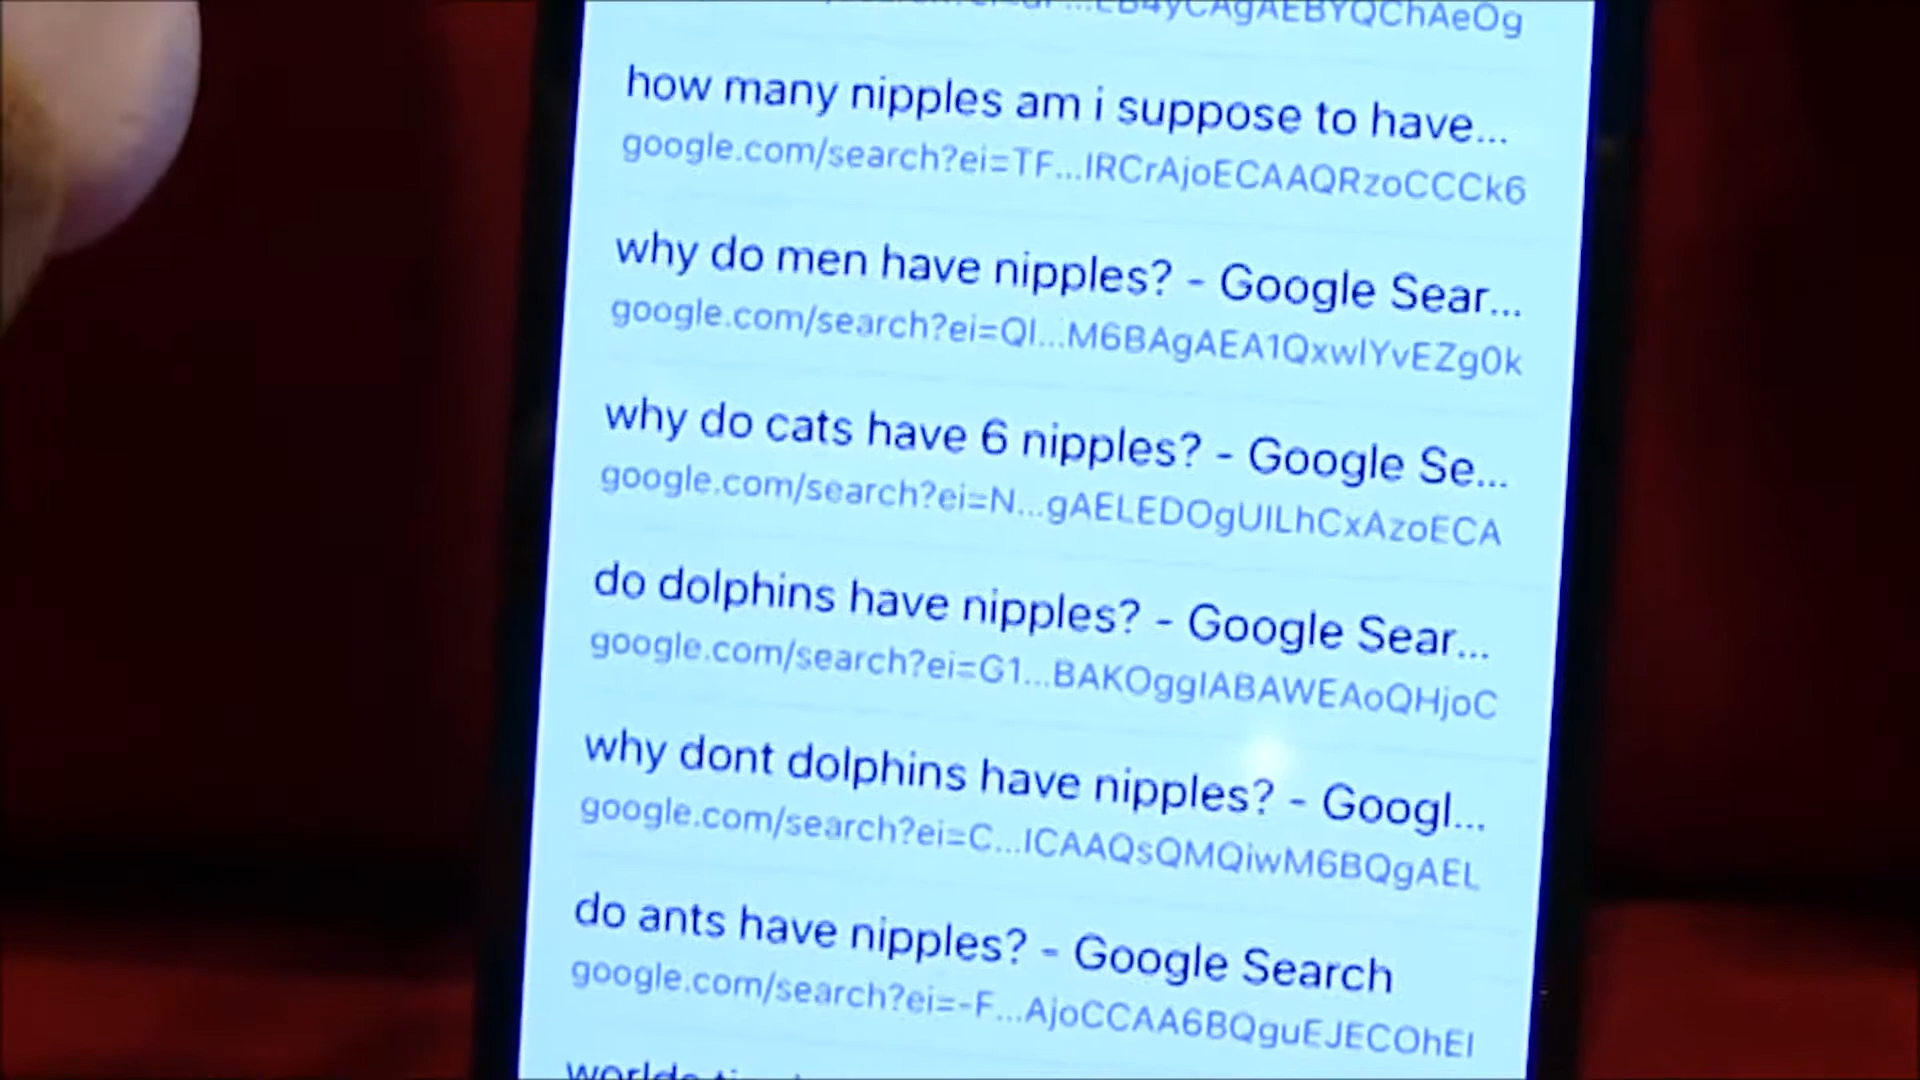 how many nipples am i suppose to have...
google.com/search?ei=TF...IRCrAjoECAAQRzoCCCk6
why do men have nipples? - Google Sear...
google.com/search?ei=QI...M6BAgAEA1QxwlYvEZg0k
why do cats have 6 nipples? - Google Se...
google.com/search?ei=N...gAELEDOgUILhCxAzoECA
do dolphins have nipples? - Google Sear...
google.com/search?ei=G1...BAKOggIABAWEAoQHjoC
why dont dolphins have nipples? - Googl...
google.com/search?ei=C...ICAAQsQMQiwM6BQgAEL
do ants have nipples? - Google Search
google.com/search?ei=-F...AjoCCAA6BQguEJECOhEI